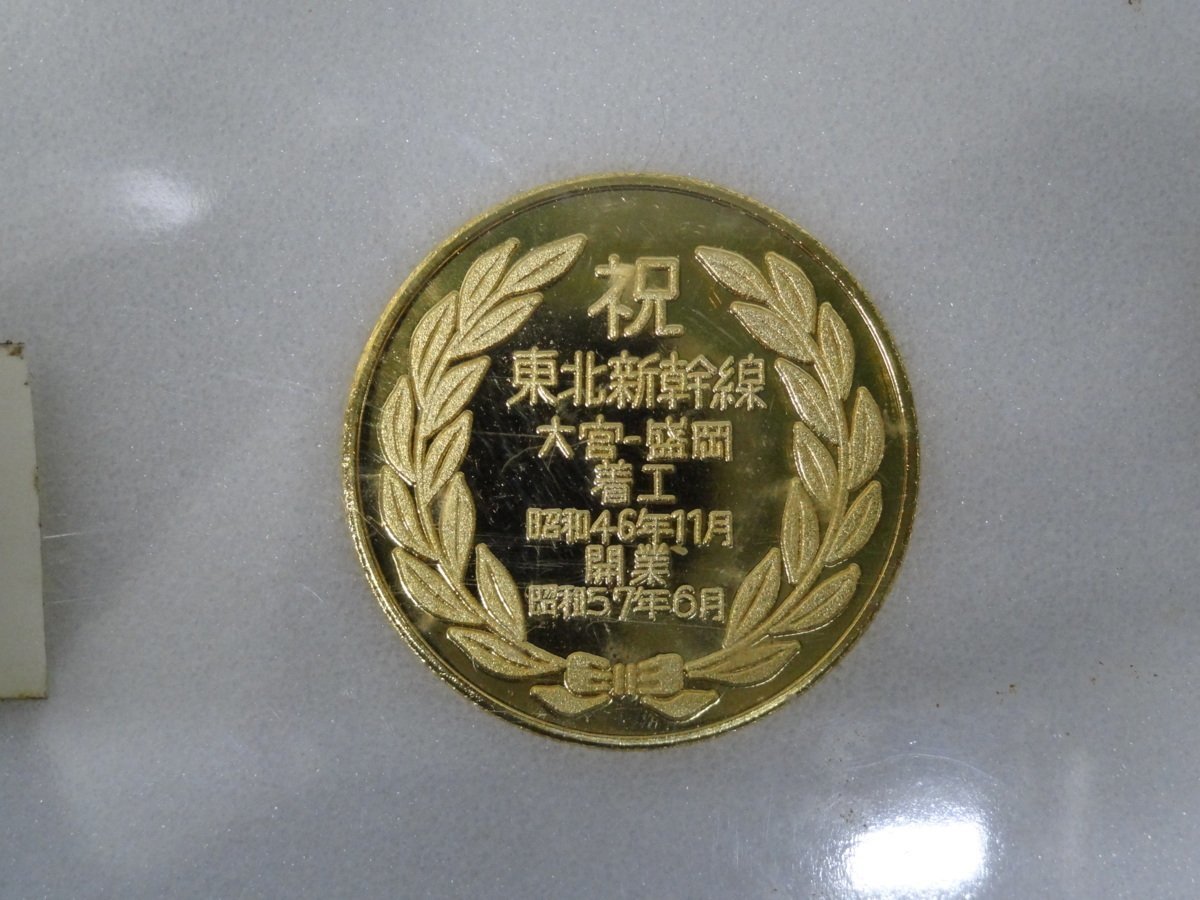 祝
東北新幹線
大宮-盛岡
着工
昭和46年11月
開業
昭和57年6月